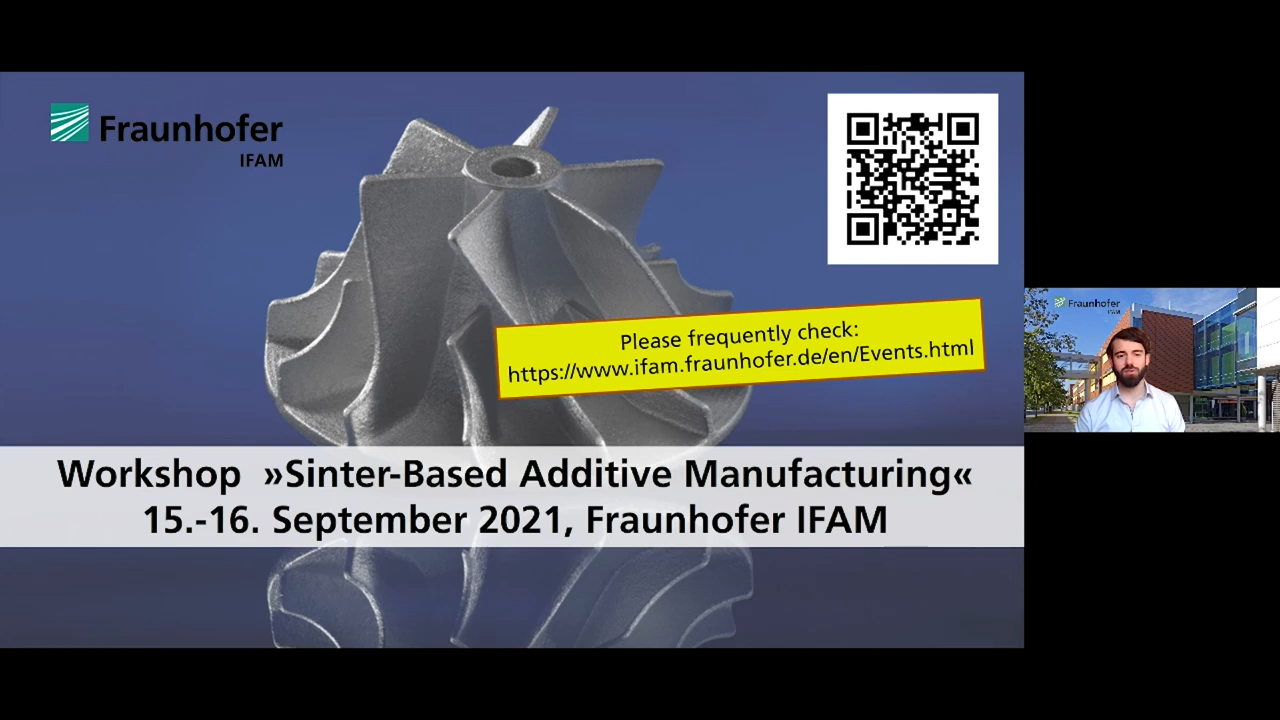 Fraunhofer
IFAM
Please frequently check:
https://www.ifam.fraunhofer.de/en/Events.html
Fraunhofer
IFAM
Workshop »Sinter-Based Additive Manufacturing«
15.-16. September 2021, Fraunhofer IFAM